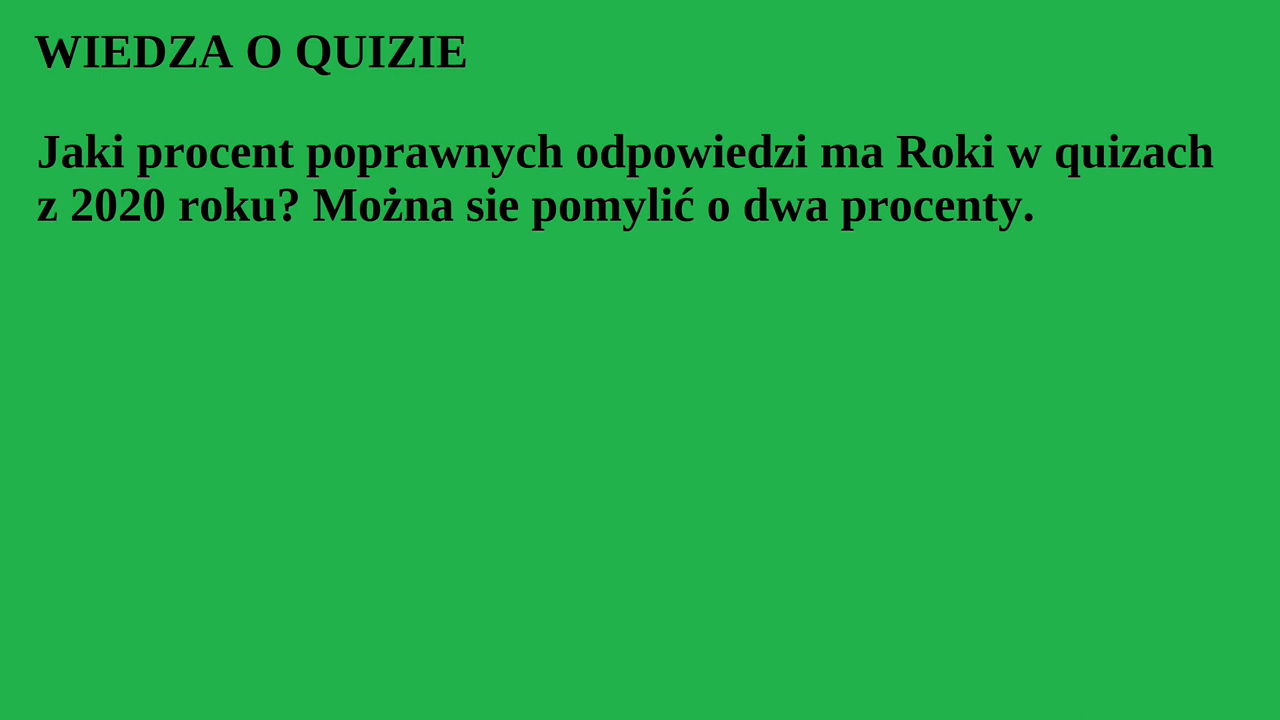 WIEDZA O QUIZIE
Jaki procent poprawnych odpowiedzi ma Roki w quizach
z 2020 roku? Można sie pomylić o dwa procenty.